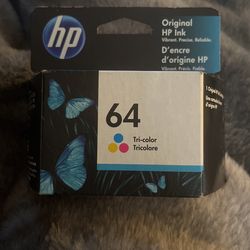 hp
Original
HP Ink
Vibrant. Precise. Reliable.
D'encre
d'origine HP
64
Tri-color
Tricolore